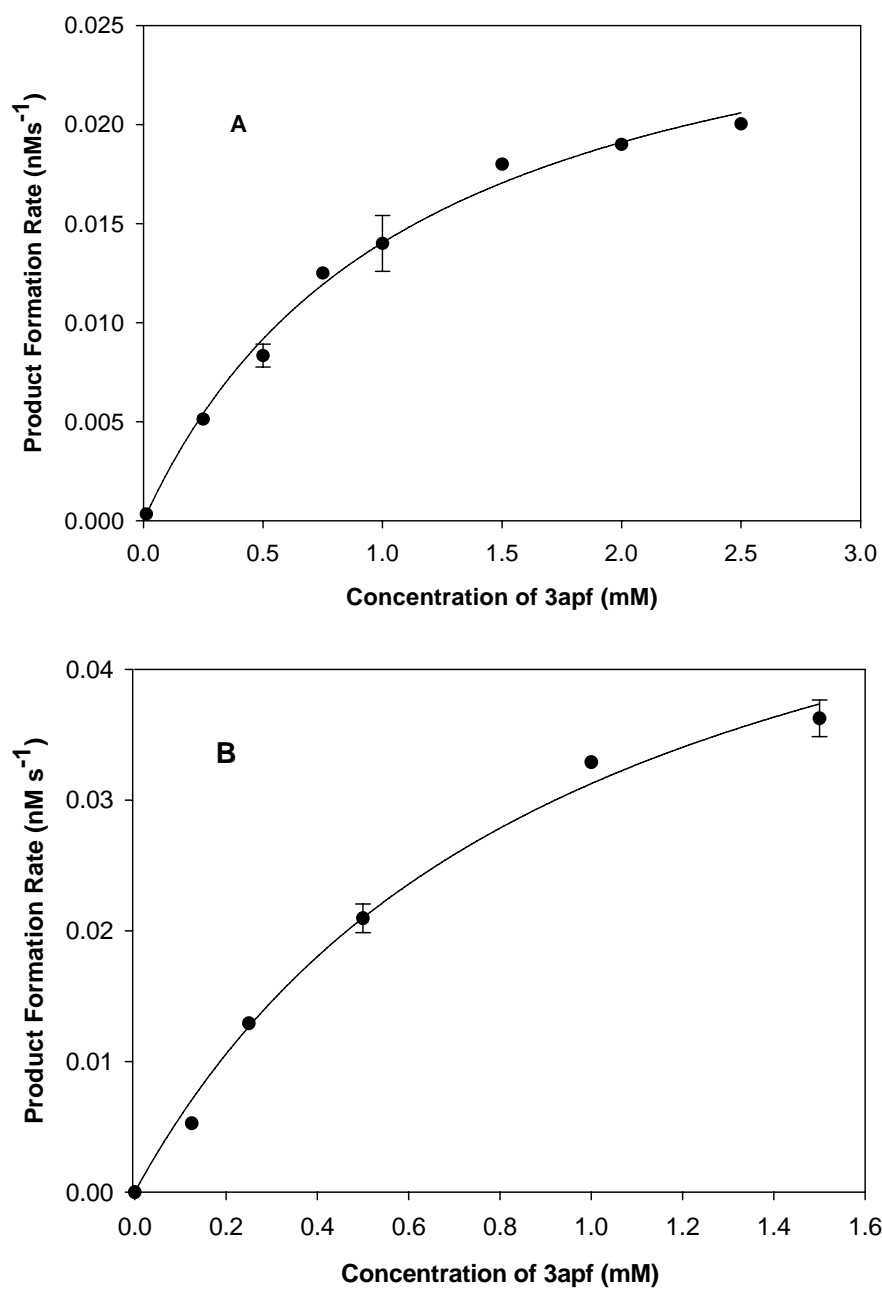 0.025
0.020
0.015
0.010
0.005
0.000
Product Formation Rate (nMs-1)
A
0.0 0.5 1.0 1.5 2.0 2.5 3.0
Concentration of 3apf (mM)
0.04
0.03
0.02
0.01
0.00
Product Formation Rate (nM s-1)
B
0.0 0.2 0.4 0.6 0.8 1.0 1.2 1.4 1.6
Concentration of 3apf (mM)